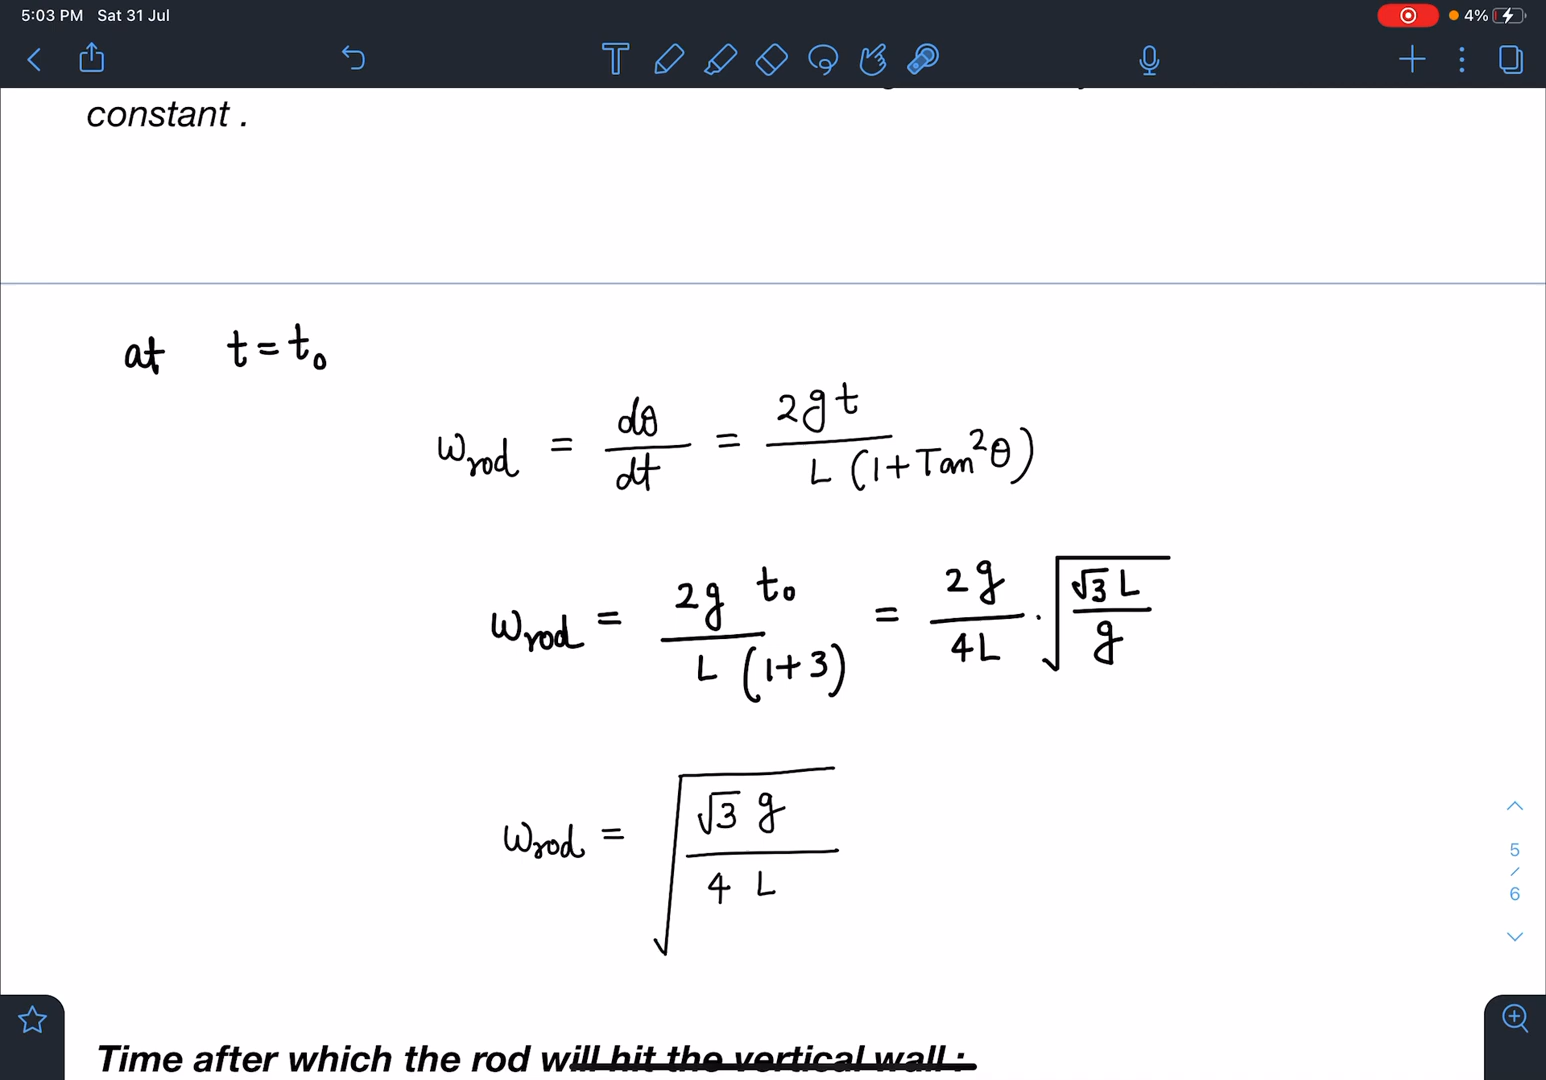 5:03 PM Sat 31 Jul 4%
constant .
at t = t₀
ω_rod = dθ/dt = 2gt / L (1 + Tan²θ)
ω_rod = 2g t₀ / L (1 + 3) = 2g/4L · √(√3 L / g)
ω_rod = √(√3 g / 4 L)
5
/
6
Time after which the rod will hit the vertical wall :